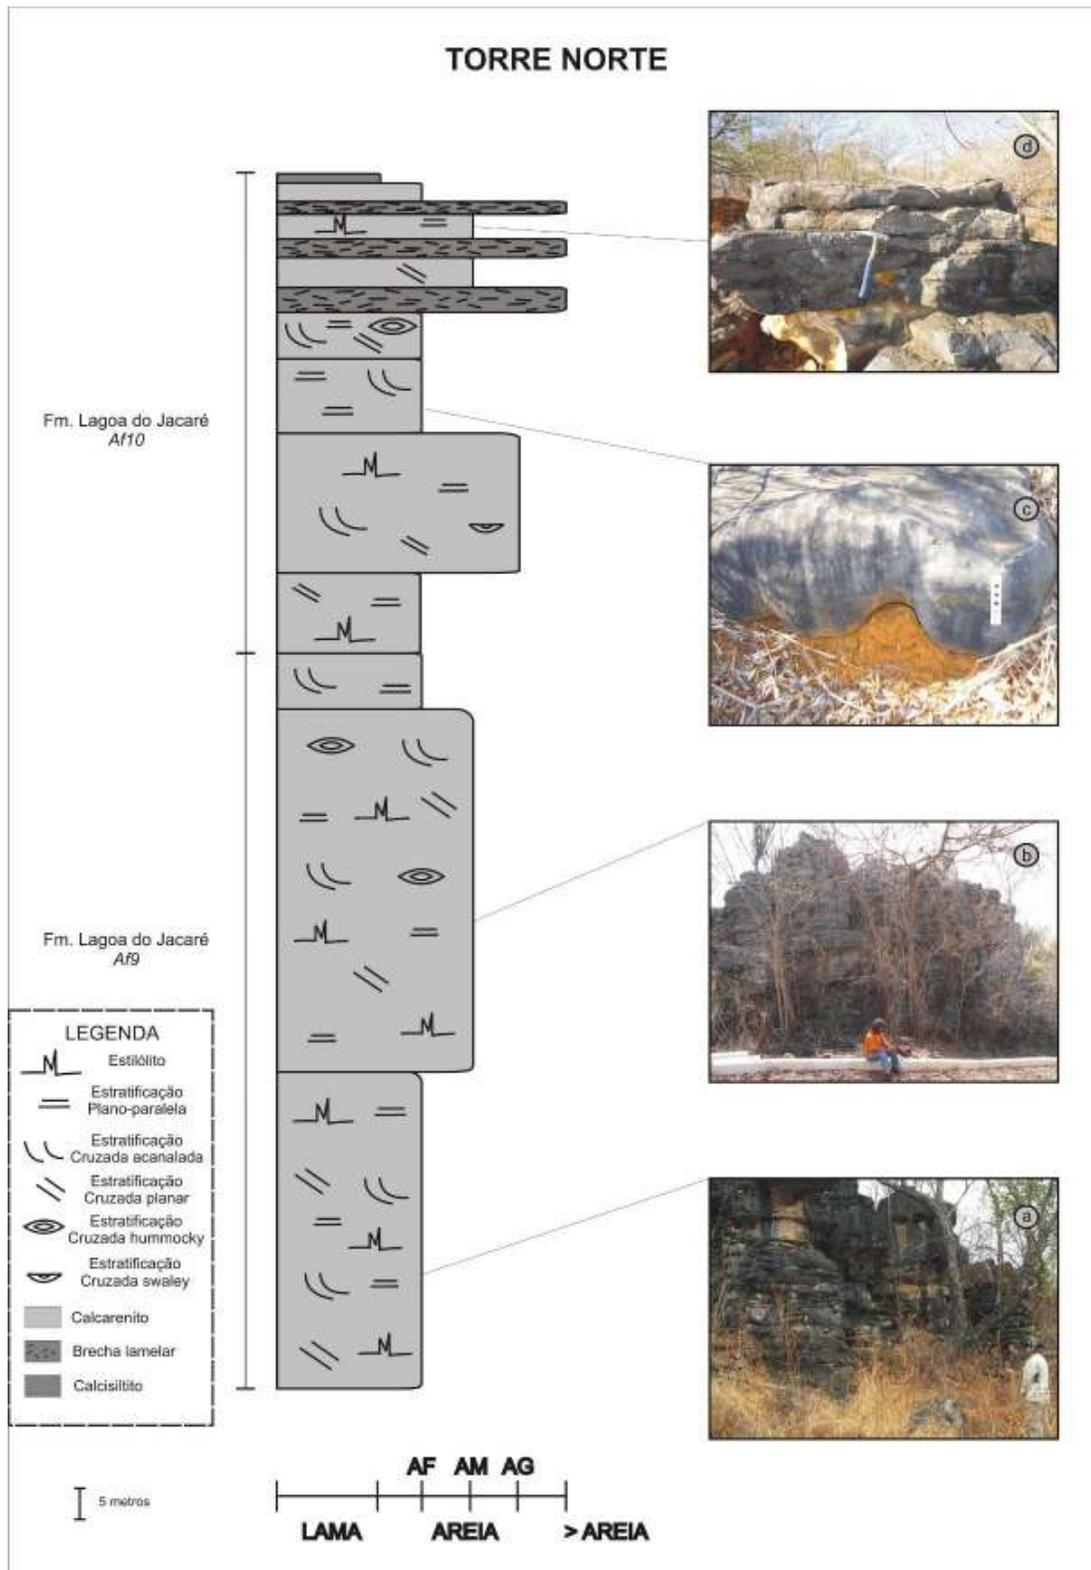 TORRE NORTE
d
Fm. Lagoa do Jacaré
Af10
c
b
Fm. Lagoa do Jacaré
Af9
LEGENDA
Estilólito
Estratificação
Plano-paralela
Estratificação
Cruzada acanalada
Estratificação
Cruzada planar
Estratificação
Cruzada hummocky
Estratificação
Cruzada swaley
Calcarenito
Brecha lamelar
Calcisiltito
a
5 metros
AF AM AG
LAMA AREIA > AREIA